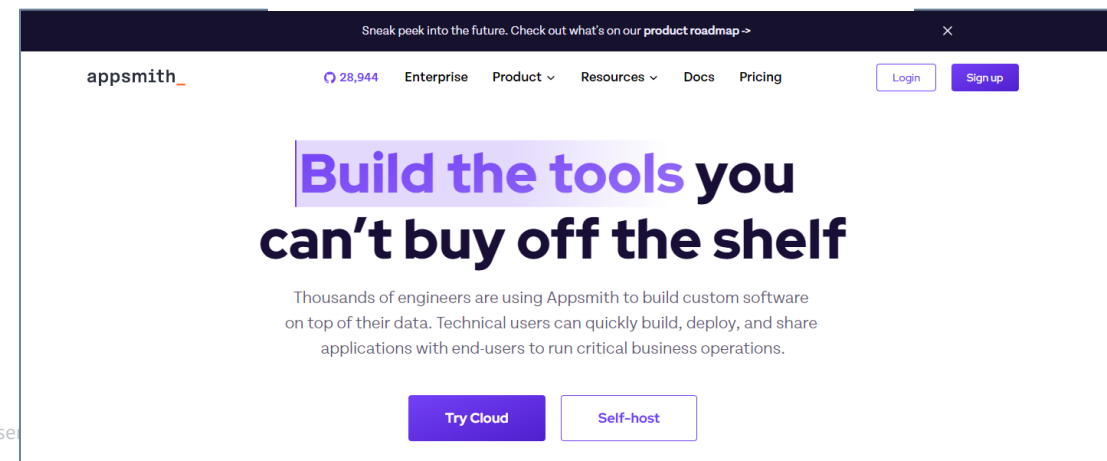 Sneak peek into the future. Check out what's on our product roadmap ->
appsmith_
28,944 Enterprise Product Resources Docs Pricing Login Sign up
Build the tools you
can't buy off the shelf
Thousands of engineers are using Appsmith to build custom software
on top of their data. Technical users can quickly build, deploy, and share
applications with end-users to run critical business operations.
Try Cloud Self-host